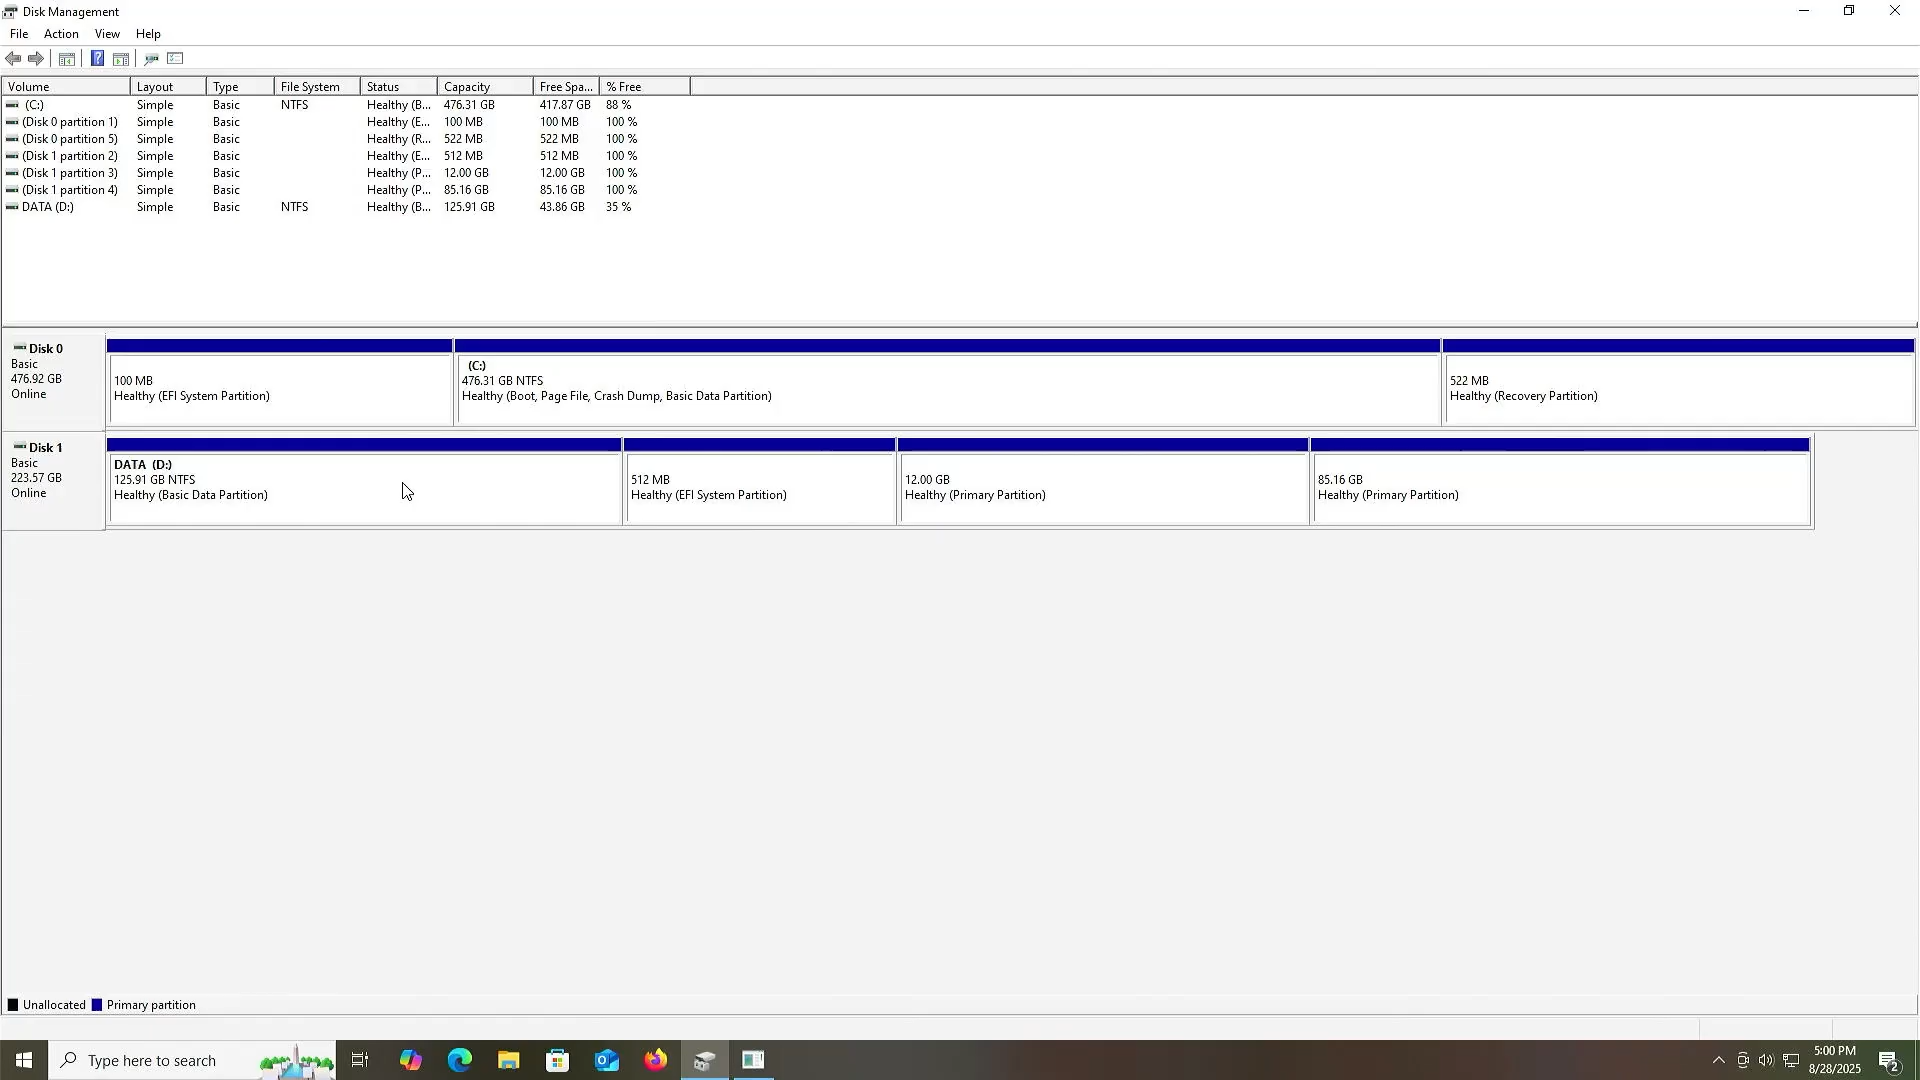 Disk Management
File Action View Help
Volume Layout Type File System Status Capacity Free Spa... % Free
(C:) Simple Basic NTFS Healthy (B... 476.31 GB 417.87 GB 88 %
(Disk 0 partition 1) Simple Basic Healthy (E... 100 MB 100 MB 100 %
(Disk 0 partition 5) Simple Basic Healthy (R... 522 MB 522 MB 100 %
(Disk 1 partition 2) Simple Basic Healthy (E... 512 MB 512 MB 100 %
(Disk 1 partition 3) Simple Basic Healthy (P... 12.00 GB 12.00 GB 100 %
(Disk 1 partition 4) Simple Basic Healthy (P... 85.16 GB 85.16 GB 100 %
DATA (D:) Simple Basic NTFS Healthy (B... 125.91 GB 43.86 GB 35 %
Disk 0
Basic
476.92 GB
Online
100 MB
Healthy (EFI System Partition)
(C:)
476.31 GB NTFS
Healthy (Boot, Page File, Crash Dump, Basic Data Partition)
522 MB
Healthy (Recovery Partition)
Disk 1
Basic
223.57 GB
Online
DATA (D:)
125.91 GB NTFS
Healthy (Basic Data Partition)
512 MB
Healthy (EFI System Partition)
12.00 GB
Healthy (Primary Partition)
85.16 GB
Healthy (Primary Partition)
Unallocated Primary partition
Type here to search
5:00 PM
8/28/2025
2